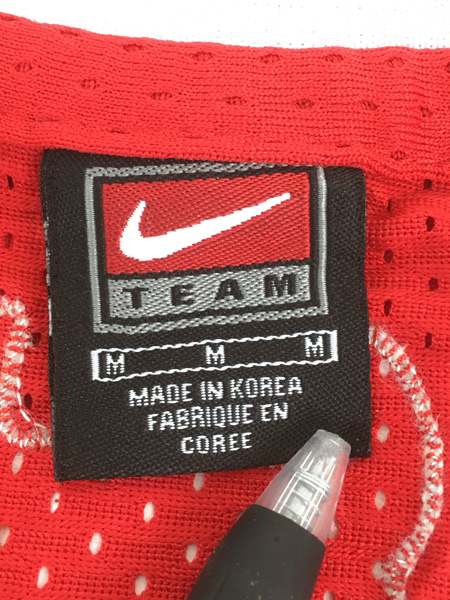 TEAM
M M M
MADE IN KOREA
FABRIQUE EN
COREE